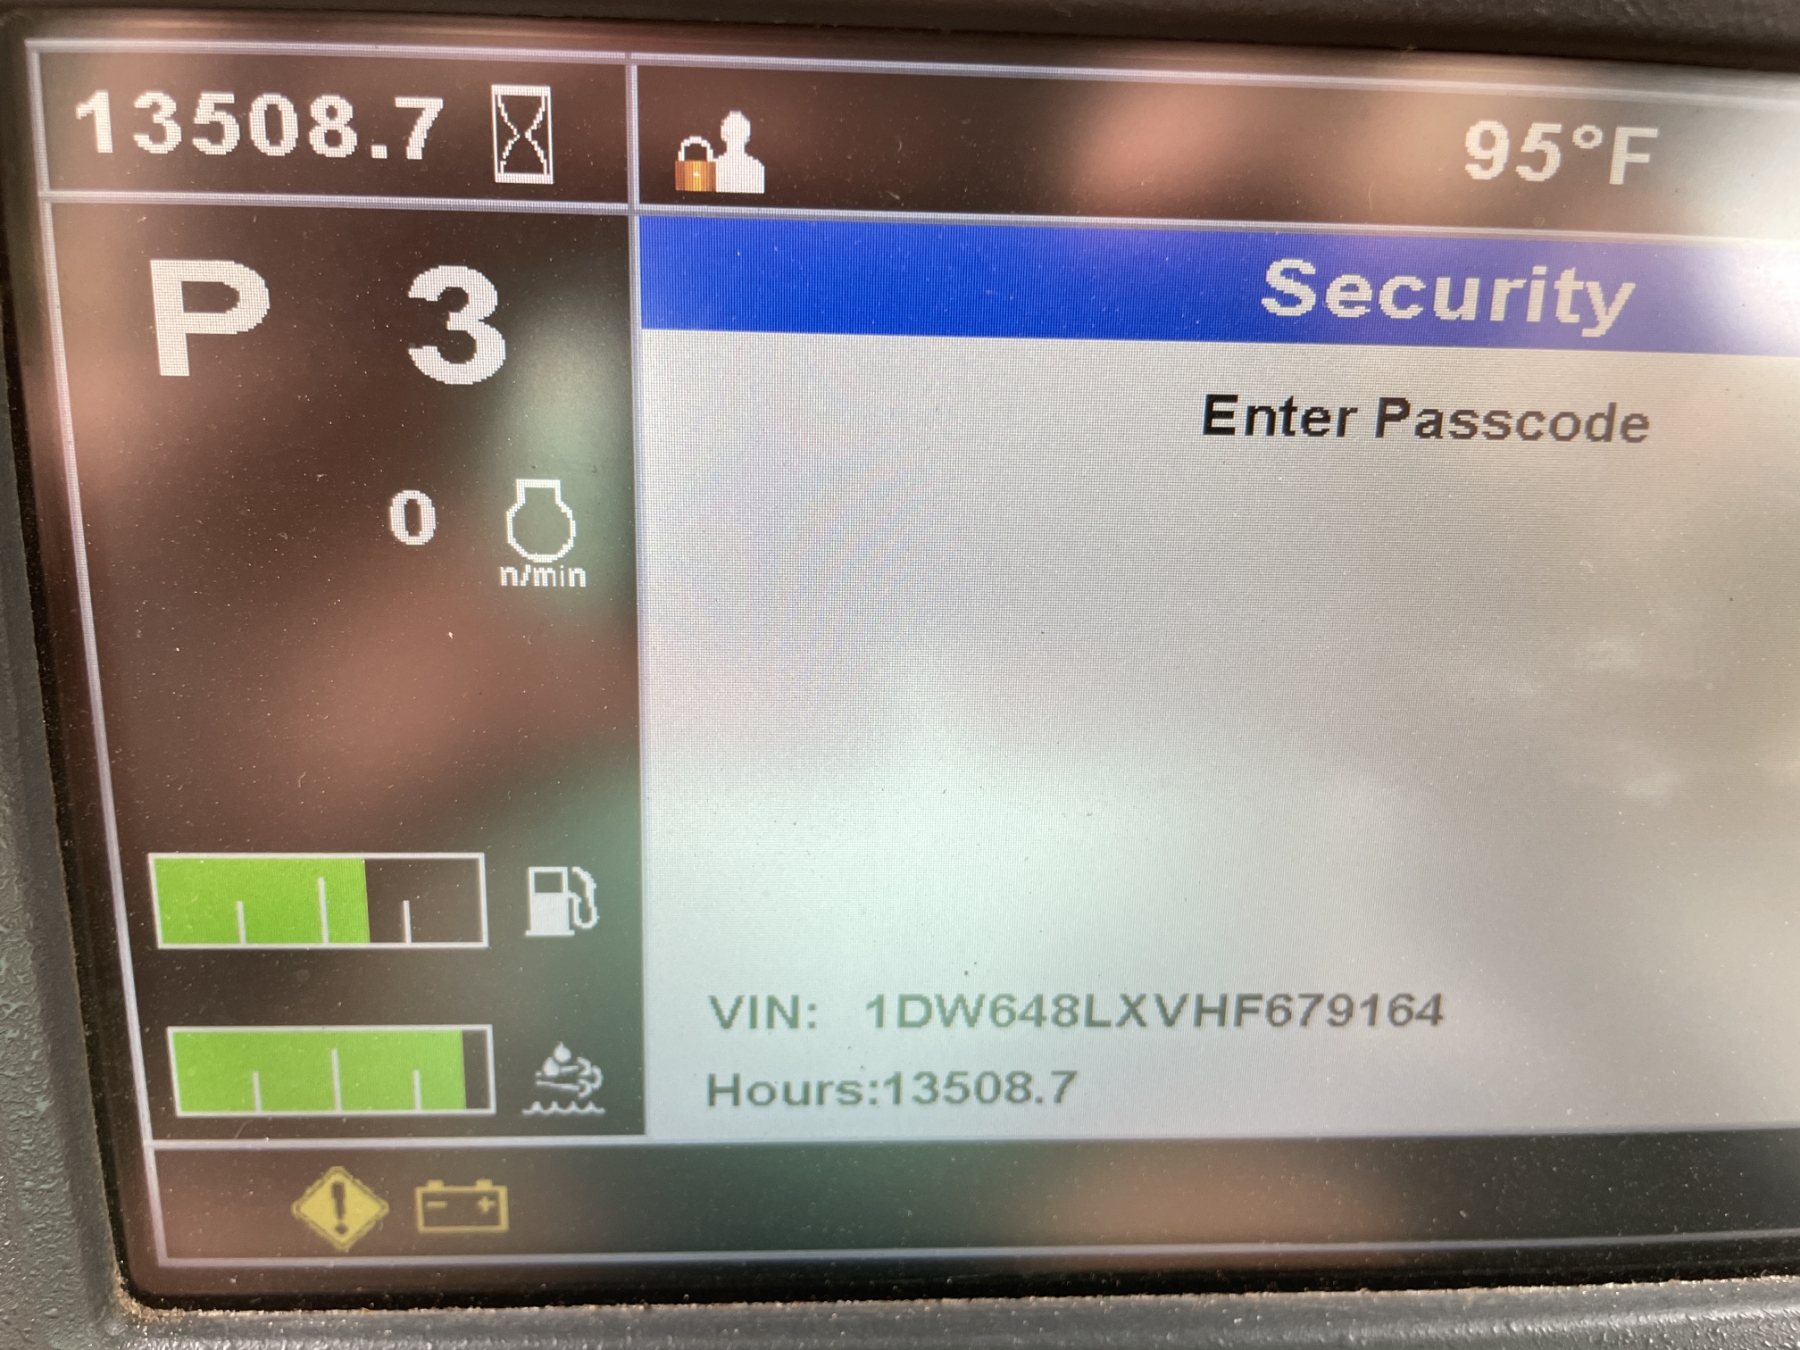 13508.7
95°F
P 3
Security
Enter Passcode
0
n/min
VIN: 1DW648LXVHF679164
Hours:13508.7